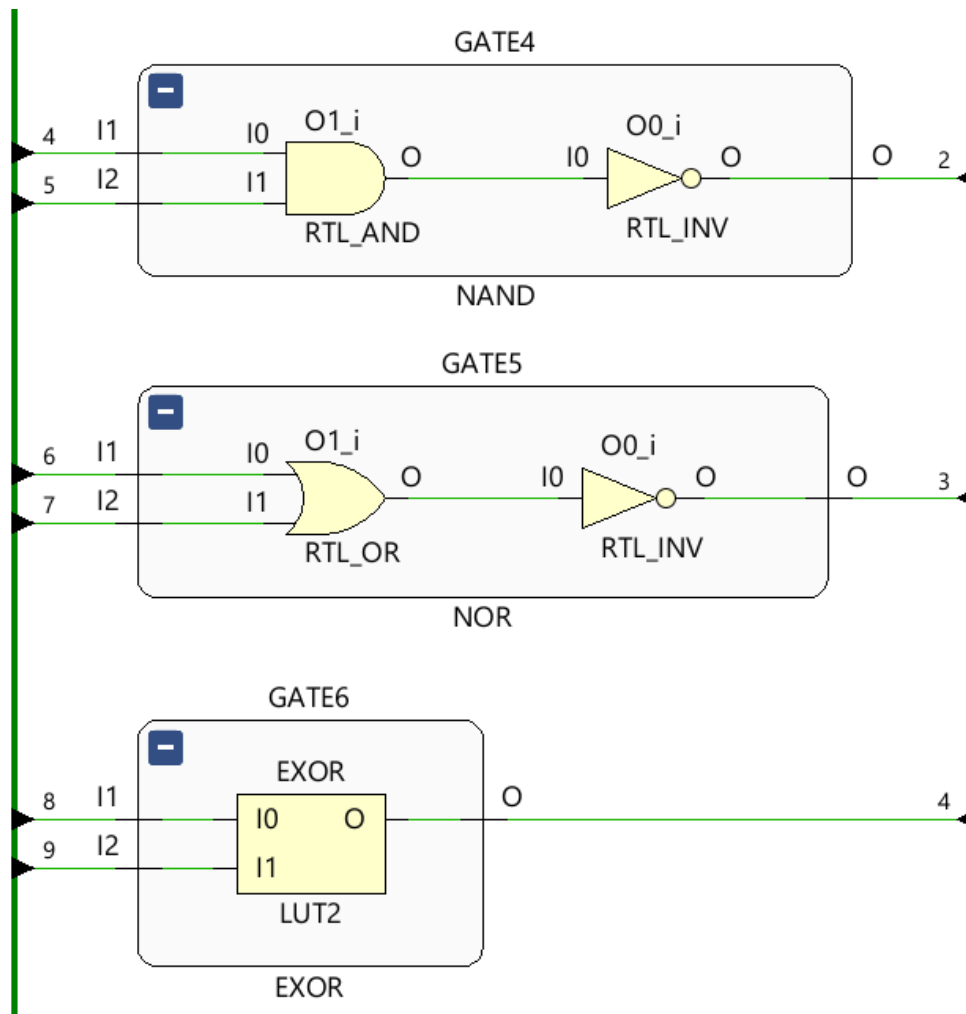 GATE4
4 I1 I0 O1_i O I0 O0_i O O 2
5 I2 I1
RTL_AND RTL_INV
NAND
GATE5
6 I1 I0 O1_i O I0 O0_i O O 3
7 I2 I1
RTL_OR RTL_INV
NOR
GATE6
EXOR
8 I1 I0 O O 4
9 I2 I1
LUT2
EXOR